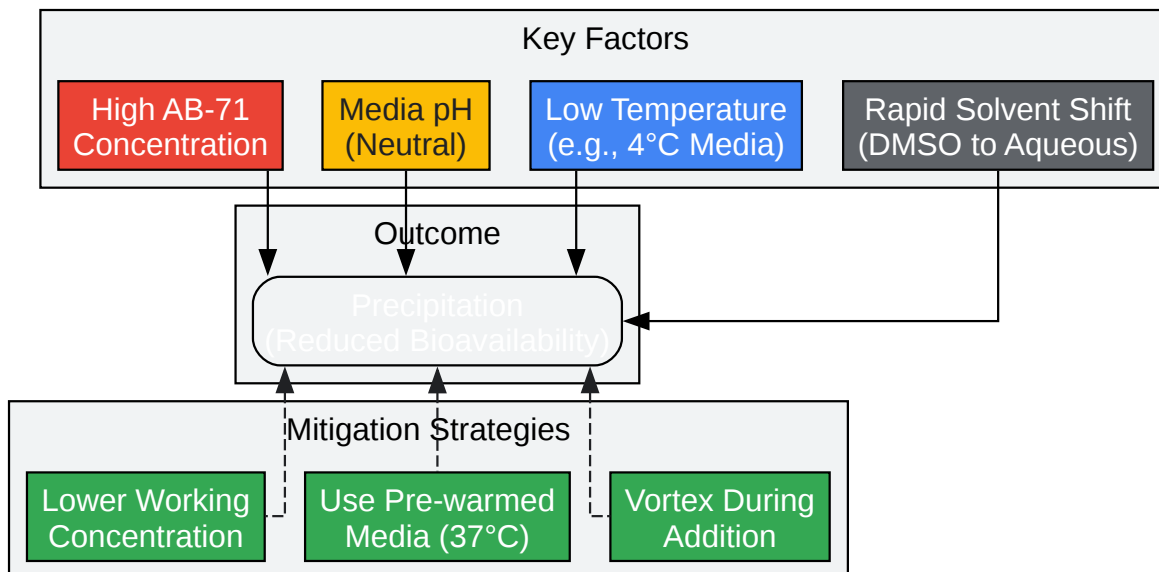 Key Factors
High AB-71
Concentration
Media pH
(Neutral)
Low Temperature
(e.g., 4°C Media)
Rapid Solvent Shift
(DMSO to Aqueous)
Outcome
Precipitation
(Reduced Bioavailability)
Mitigation Strategies
Lower Working
Concentration
Use Pre-warmed
Media (37°C)
Vortex During
Addition